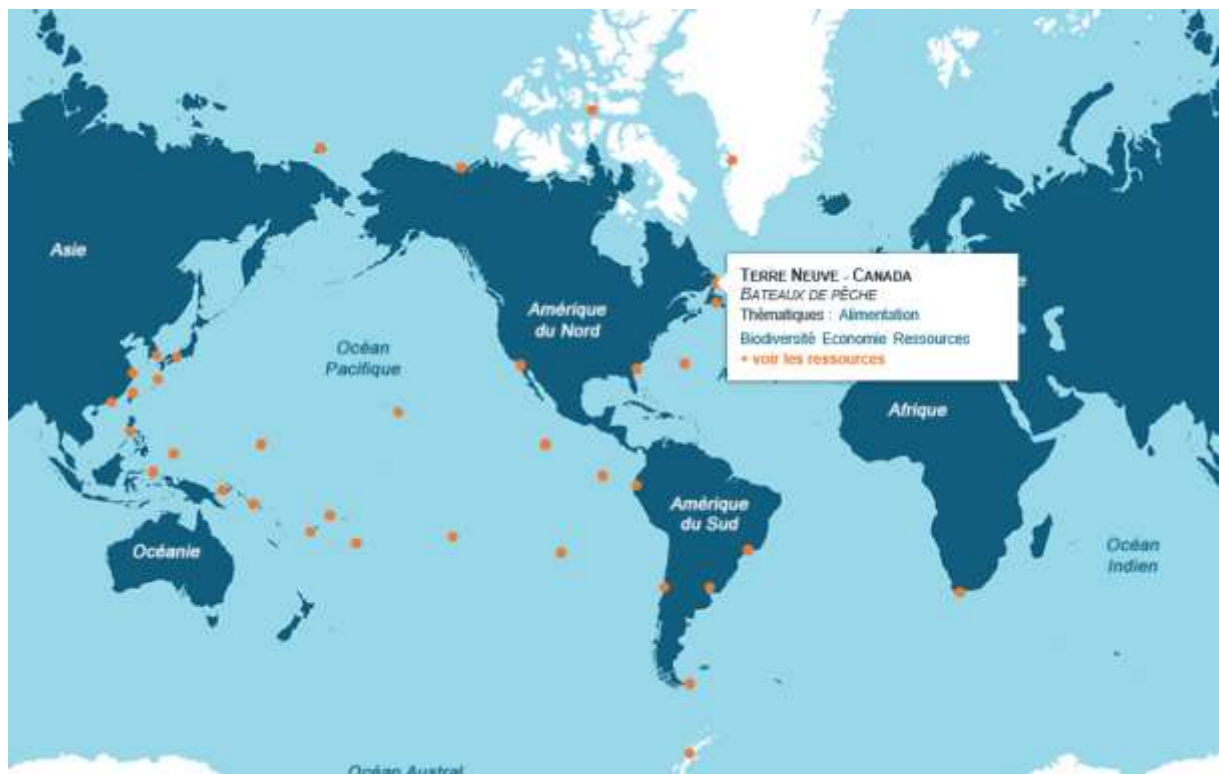 Asie
Océan
Pacifique
Amérique
du Nord
TERRE NEUVE - CANADA
BATEAUX DE PÊCHE
Thématiques : Alimentation
Biodiversité Economie Ressources
+ voir les ressources
Afrique
Amérique
du Sud
Océanie
Océan
Indien
Océan Austral